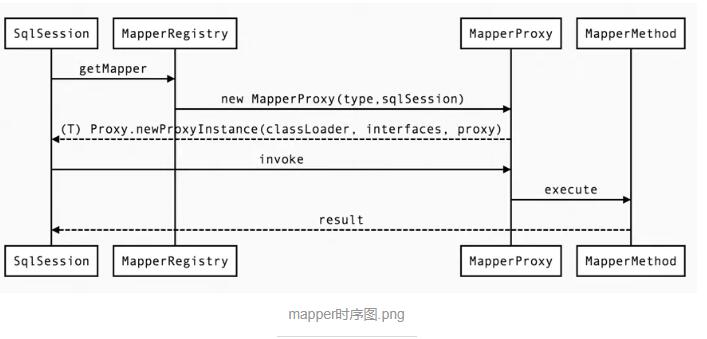 SqlSession MapperRegistry MapperProxy MapperMethod
getMapper
new MapperProxy(type,sqlSession)
(T) Proxy.newProxyInstance(classLoader, interfaces, proxy)
invoke
execute
result
SqlSession MapperRegistry MapperProxy MapperMethod
mapper时序图.png